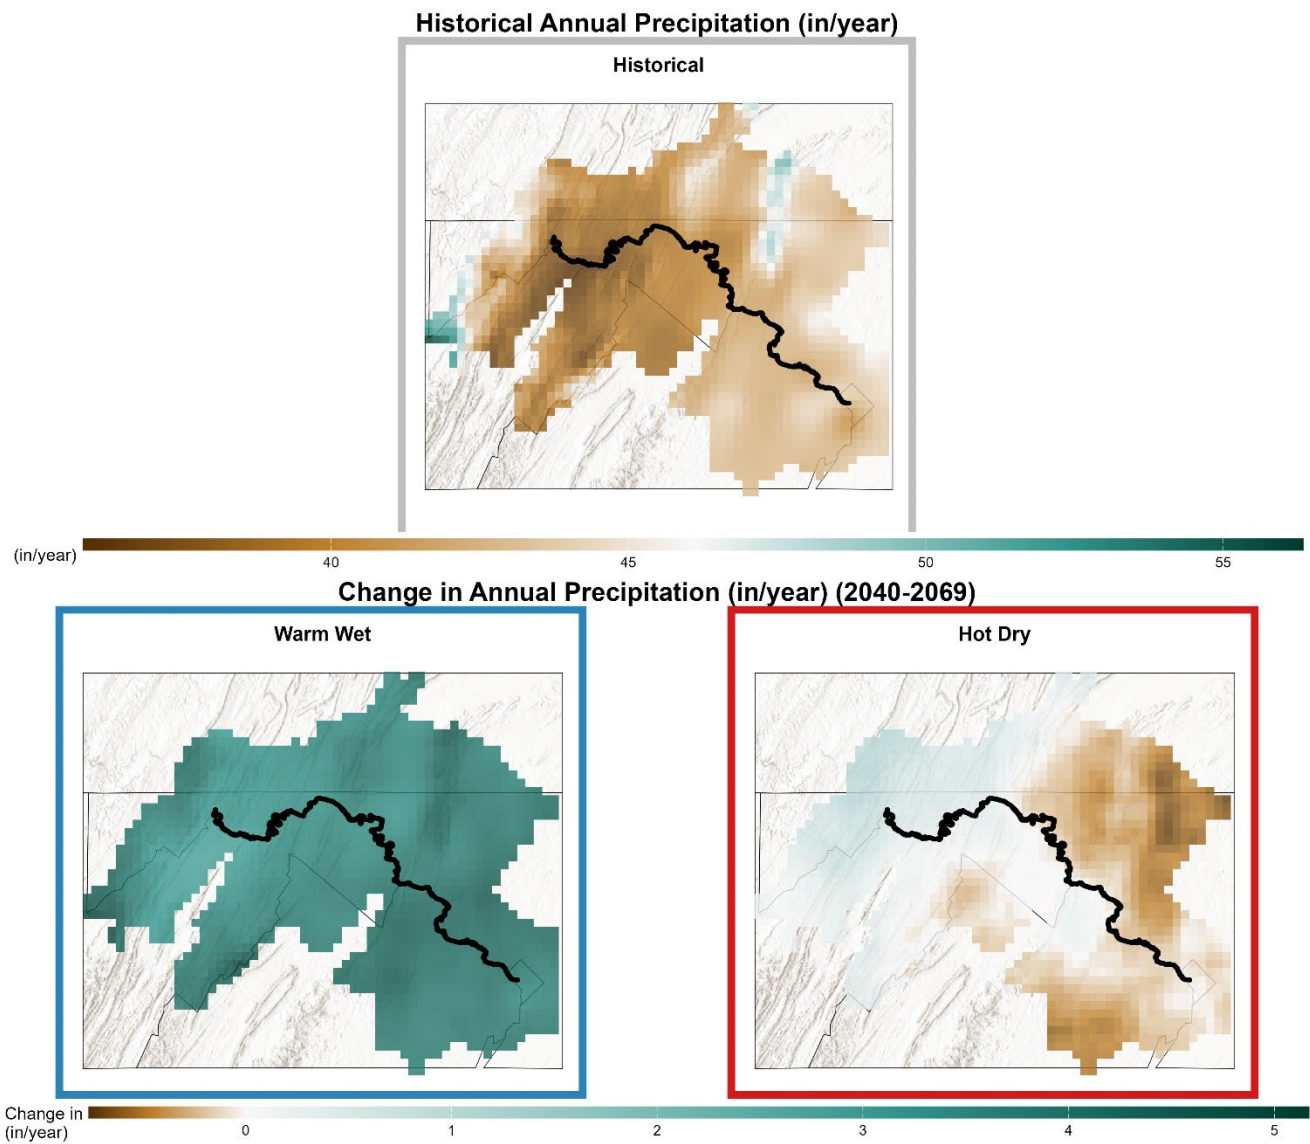 Historical Annual Precipitation (in/year)
Historical
(in/year)
40 45 50 55
Change in Annual Precipitation (in/year) (2040-2069)
Warm Wet
Hot Dry
Change in
(in/year)
0 1 2 3 4 5